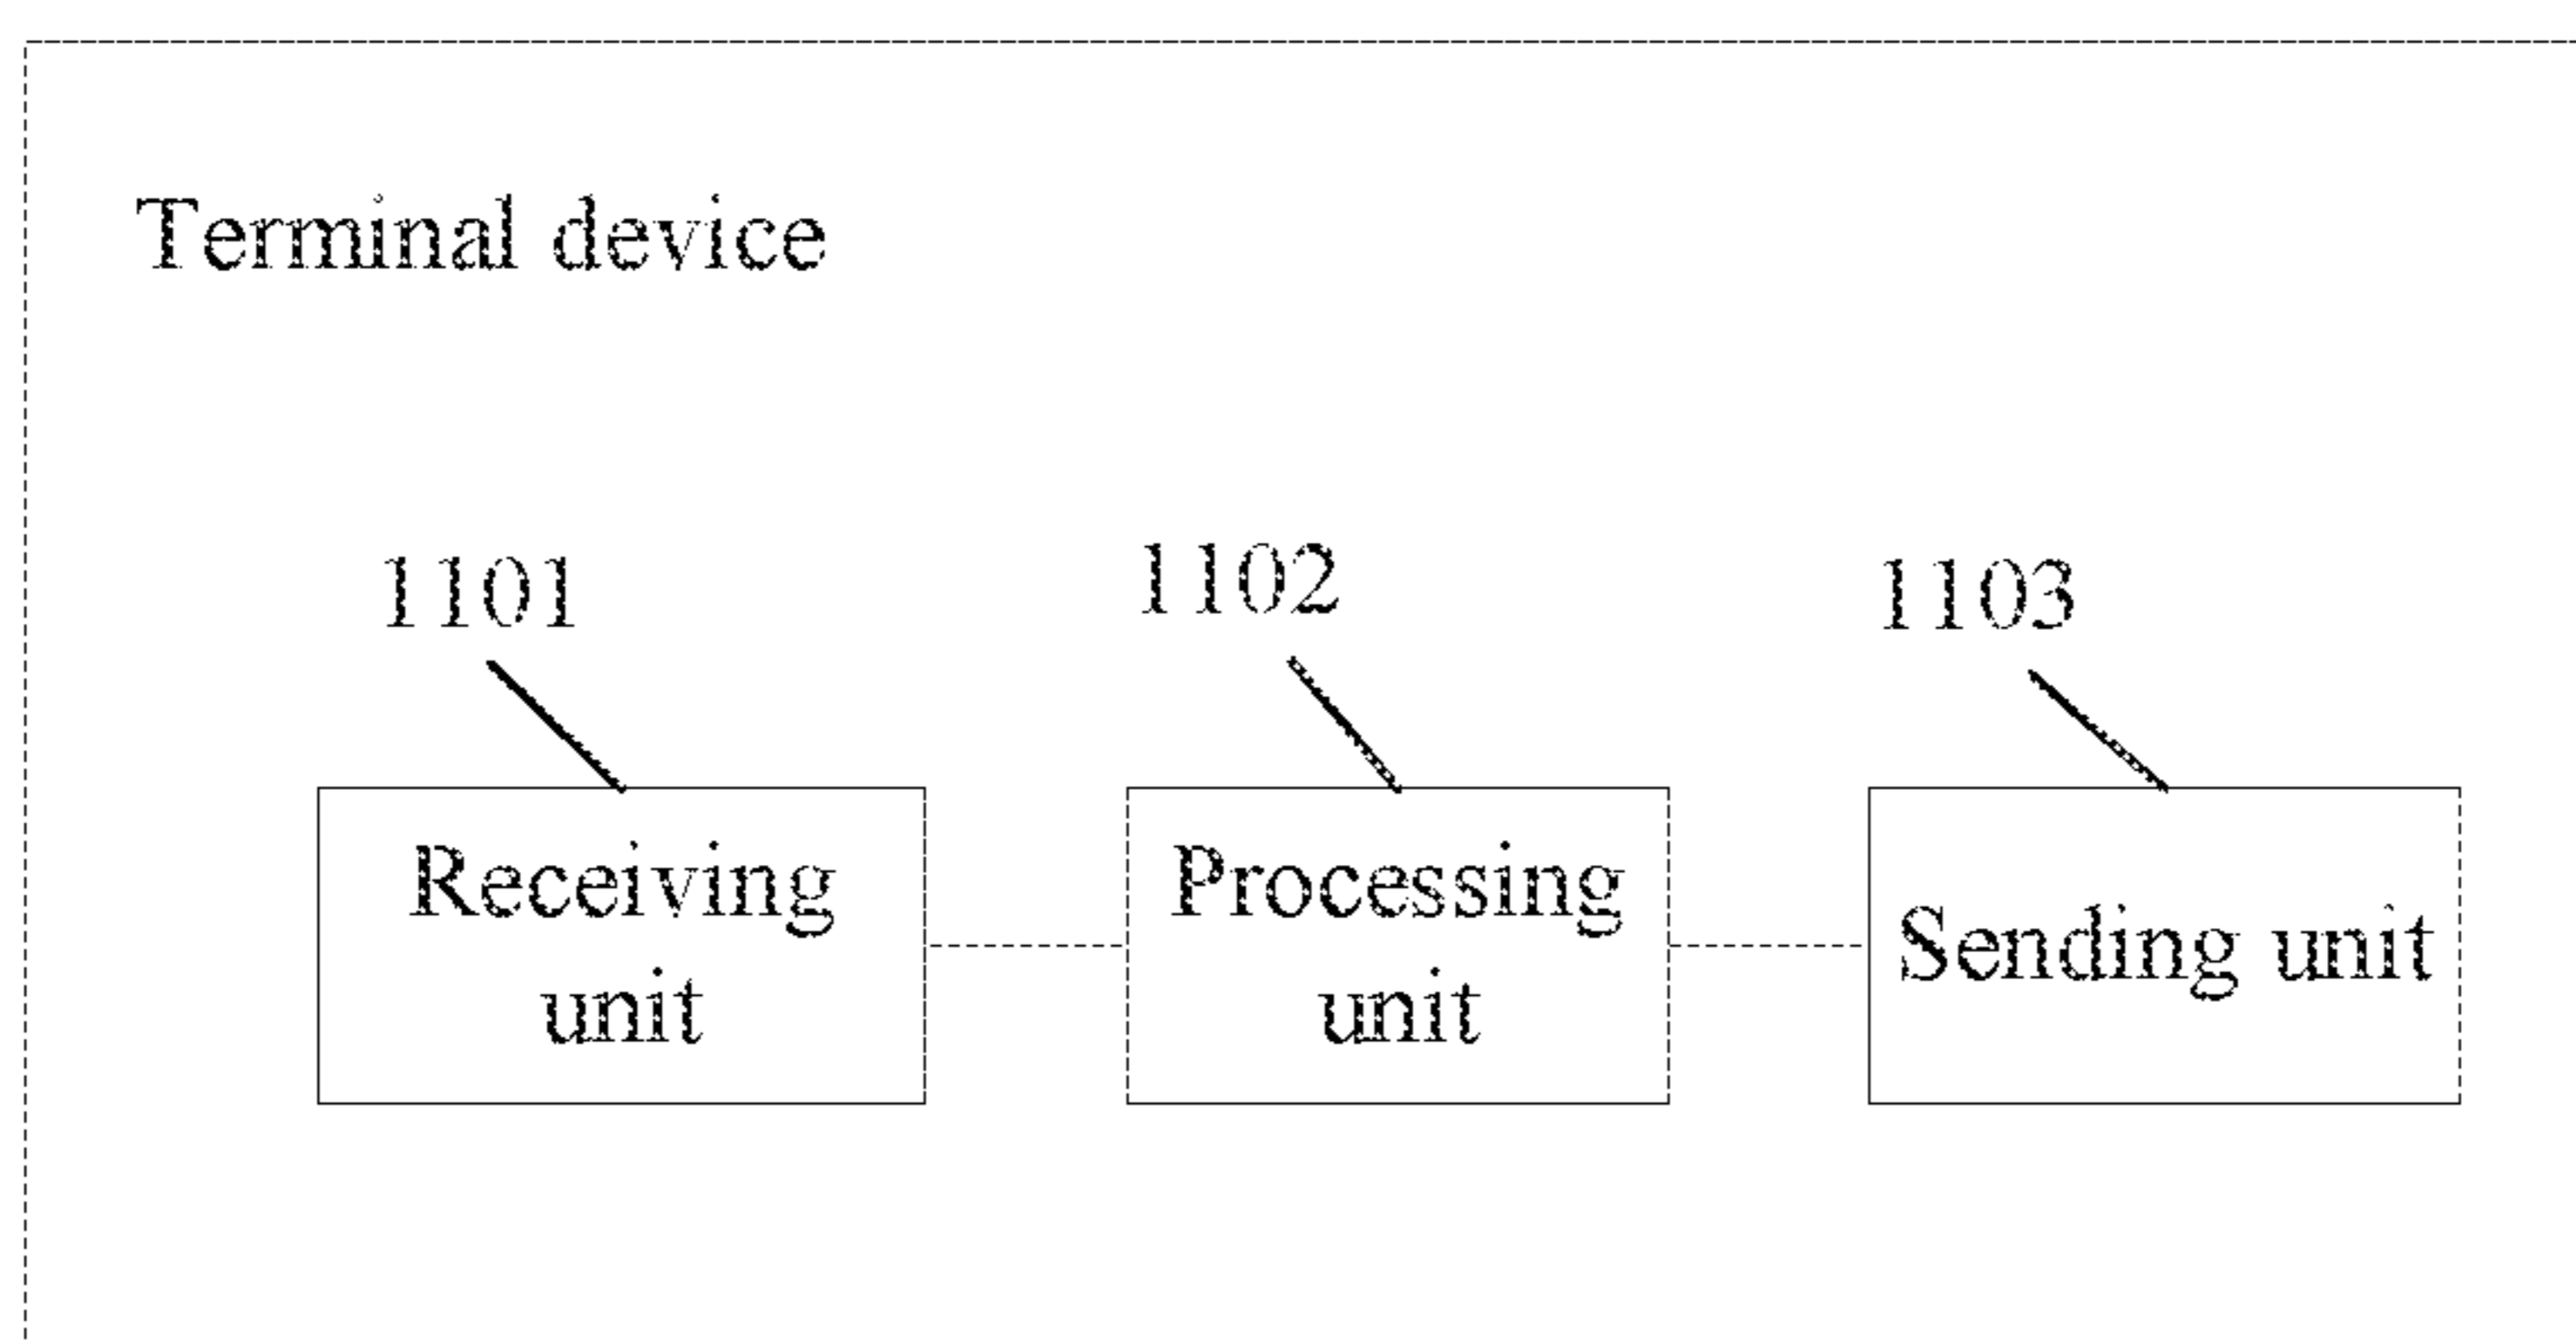 Terminal device
1101
1102
1103
Receiving
unit
Processing
unit
Sending unit